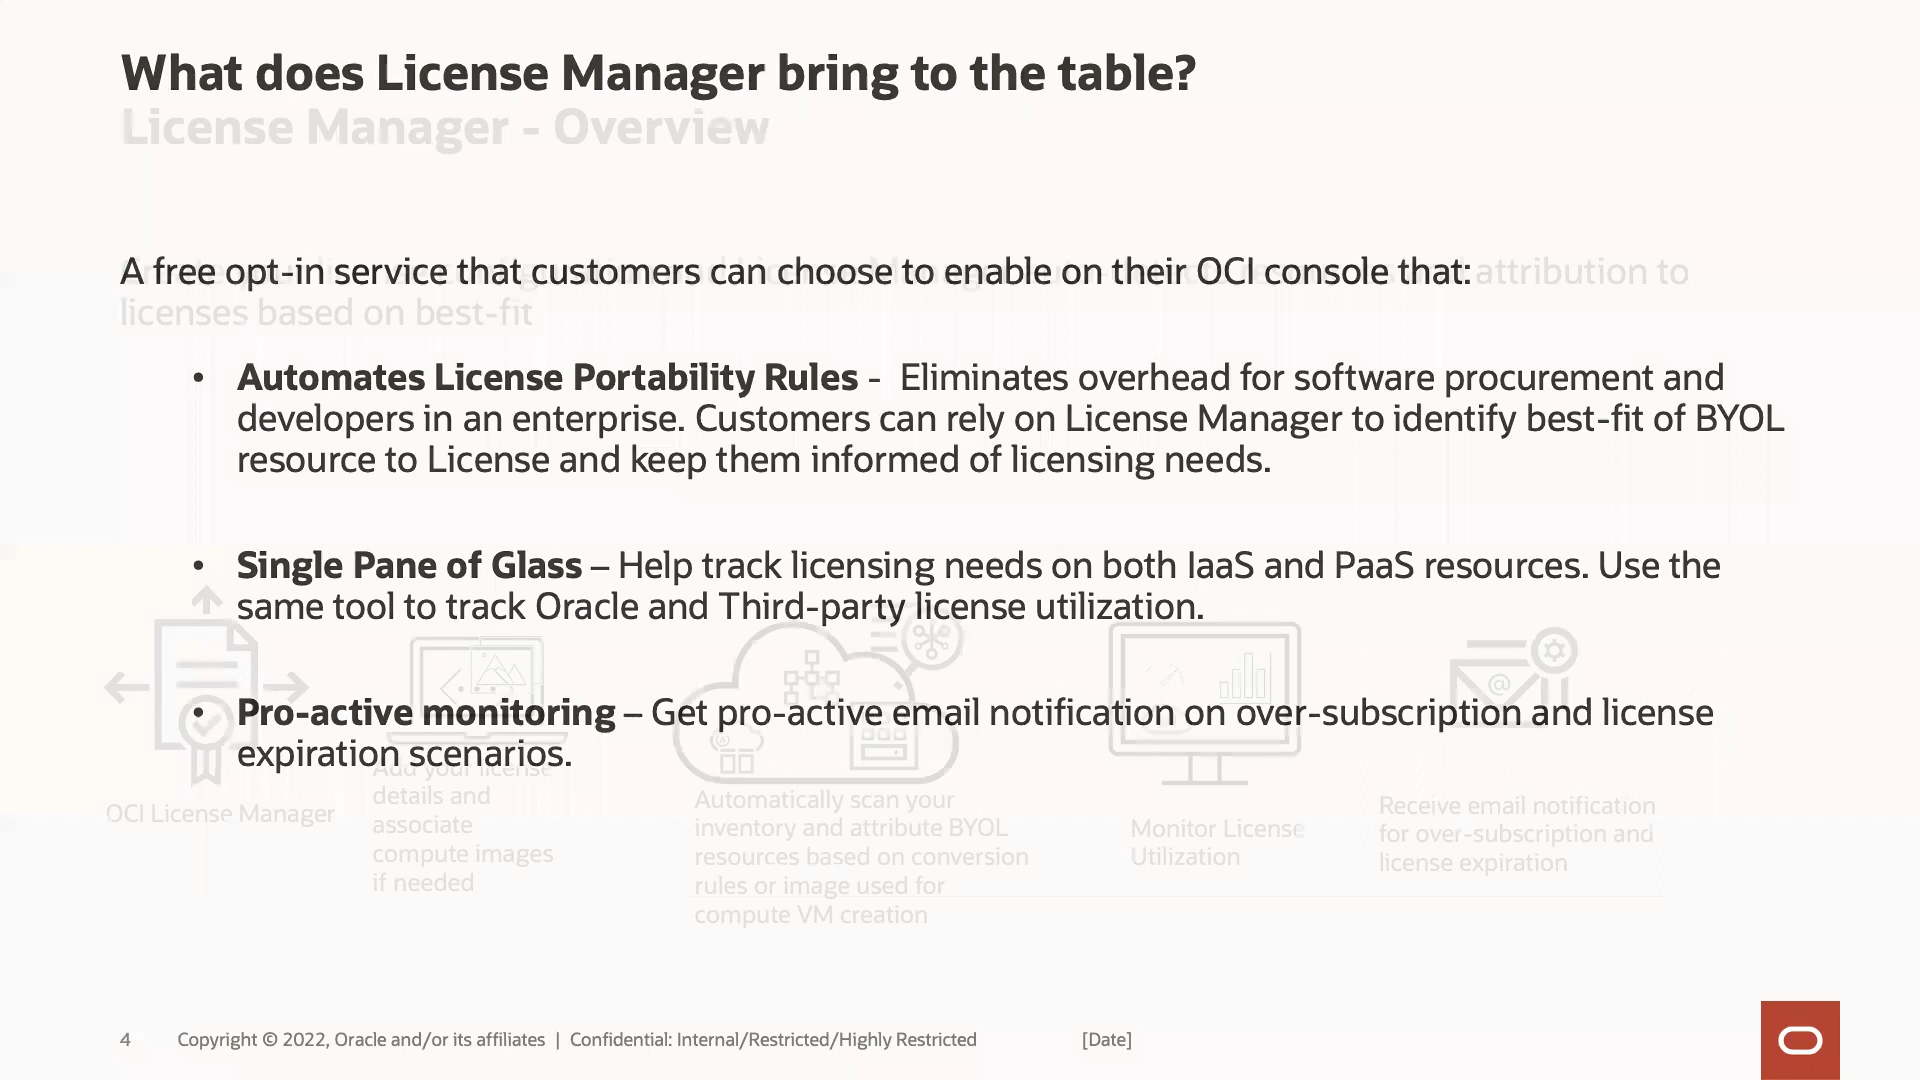 What does License Manager bring to the table?
License Manager - Overview
A free opt-in service that customers can choose to enable on their OCI console that:
attribution to
licenses based on best-fit
• Automates License Portability Rules - Eliminates overhead for software procurement and
developers in an enterprise. Customers can rely on License Manager to identify best-fit of BYOL
resource to License and keep them informed of licensing needs.
• Single Pane of Glass – Help track licensing needs on both IaaS and PaaS resources. Use the
same tool to track Oracle and Third-party license utilization.
• Pro-active monitoring – Get pro-active email notification on over-subscription and license
expiration scenarios.
OCI License Manager
Add your license
details and
associate
compute images
if needed
Automatically scan your
inventory and attribute BYOL
resources based on conversion
rules or image used for
compute VM creation
Monitor License
Utilization
Receive email notification
for over-subscription and
license expiration
4 Copyright © 2022, Oracle and/or its affiliates | Confidential: Internal/Restricted/Highly Restricted [Date]